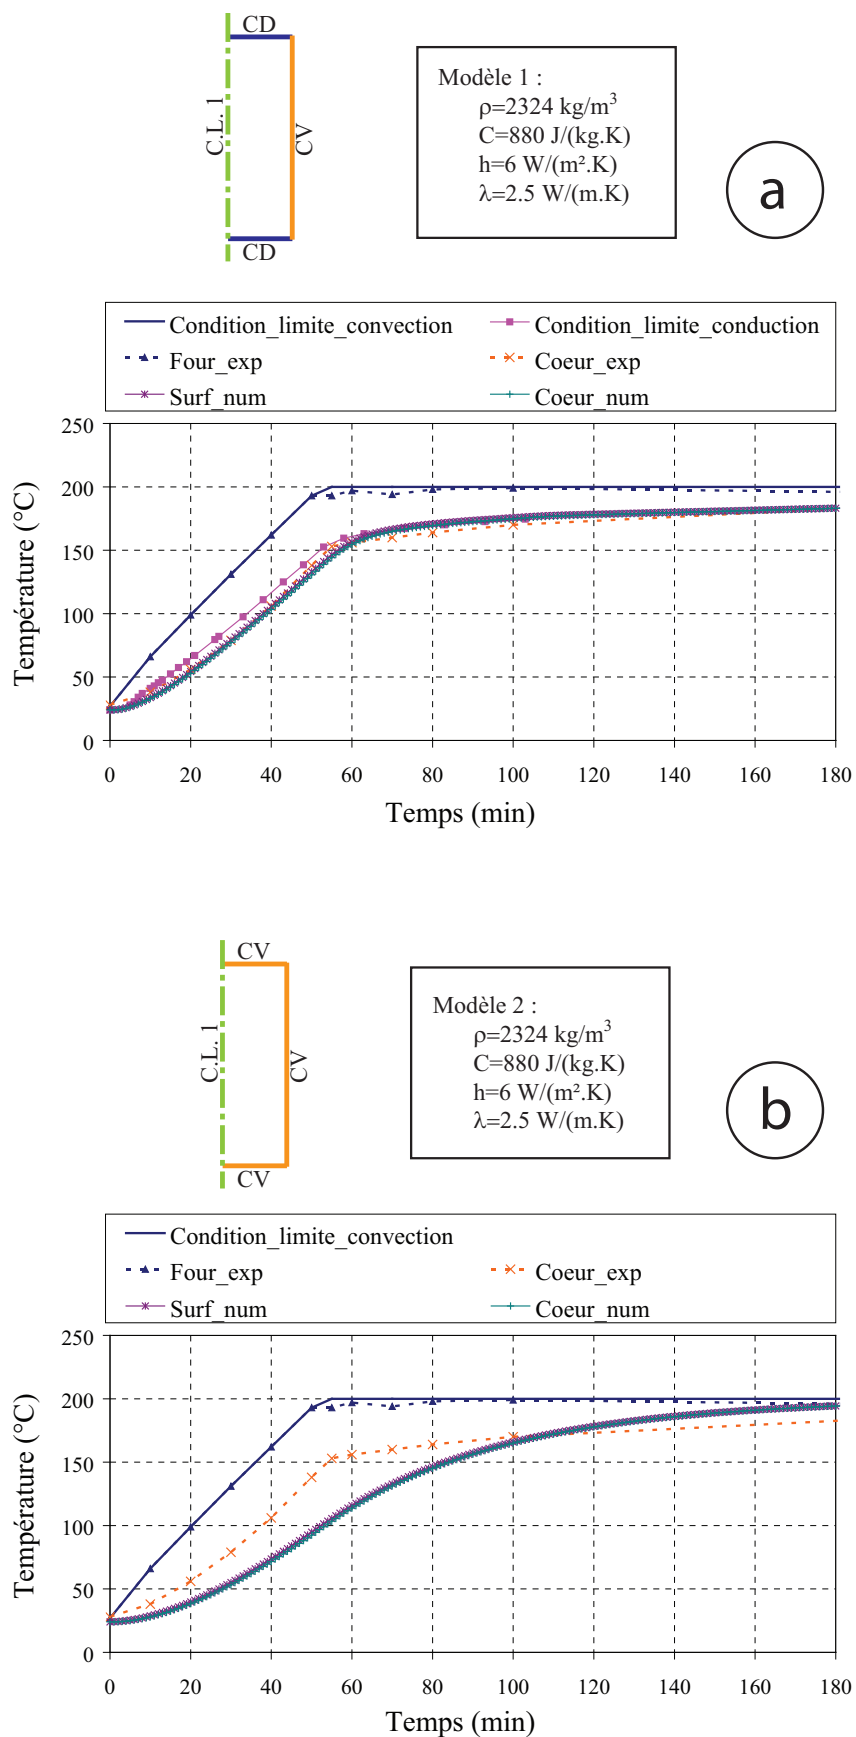 CD
C.L. 1
CV
CD
Modèle 1 :
ρ=2324 kg/m³
C=880 J/(kg.K)
h=6 W/(m².K)
λ=2.5 W/(m.K)
a
Condition_limite_convection
Condition_limite_conduction
Four_exp
Coeur_exp
Surf_num
Coeur_num
Température (°C)
250
200
150
100
50
0
0 20 40 60 80 100 120 140 160 180
Temps (min)
CV
C.L. 1
CV
CV
Modèle 2 :
ρ=2324 kg/m³
C=880 J/(kg.K)
h=6 W/(m².K)
λ=2.5 W/(m.K)
b
Condition_limite_convection
Four_exp
Coeur_exp
Surf_num
Coeur_num
Température (°C)
250
200
150
100
50
0
0 20 40 60 80 100 120 140 160 180
Temps (min)